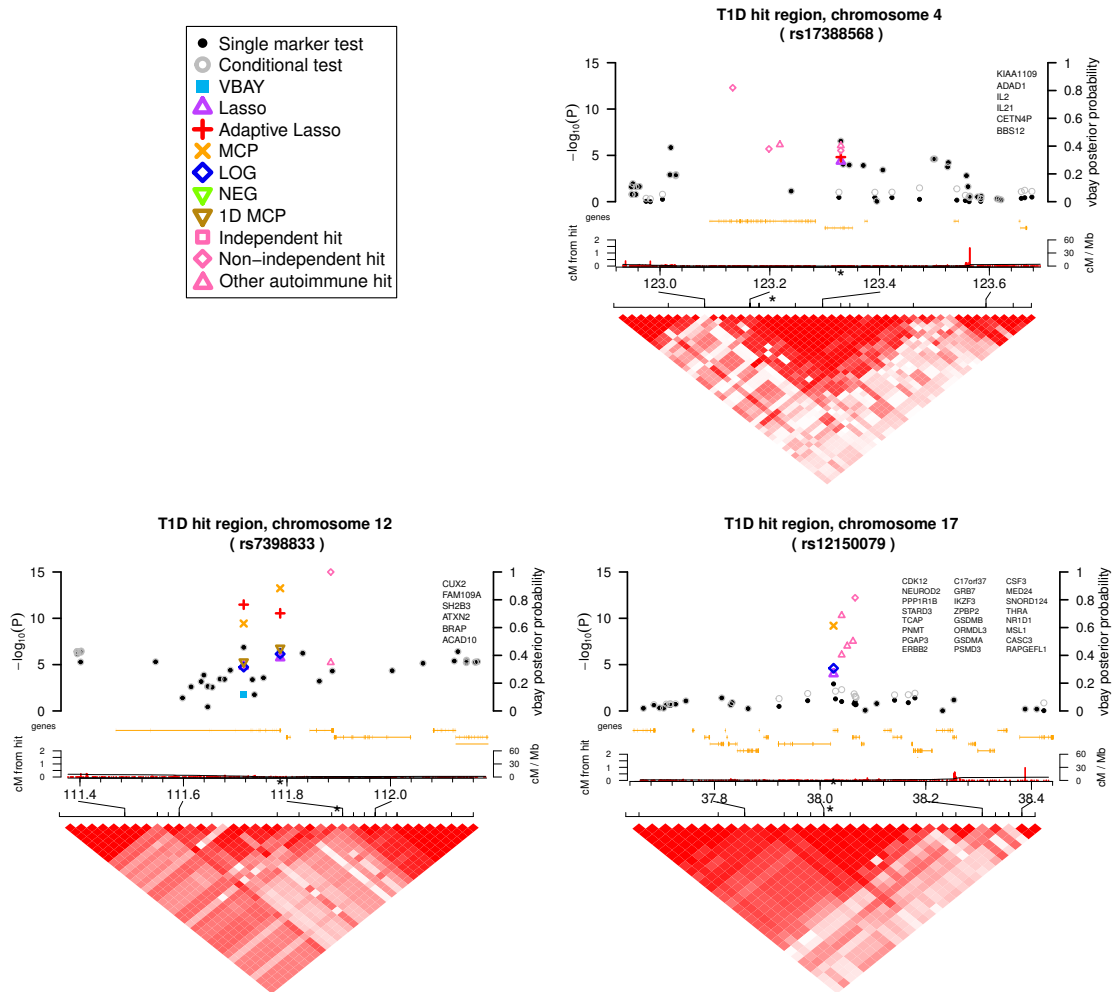 T1D hit region, chromosome 4
( rs17388568 )
Single marker test
Conditional test
VBAY
Lasso
Adaptive Lasso
MCP
LOG
NEG
1D MCP
Independent hit
Non−independent hit
Other autoimmune hit
15
10
5
0
−log10(P)
1
0.8
0.6
0.4
0.2
0
vbay posterior probability
KIAA1109
ADAD1
IL2
IL21
CETN4P
BBS12
genes
cM from hit
2
1
0
60
30
0
cM / Mb
*
123.0
123.2
123.4
123.6
*
T1D hit region, chromosome 12
( rs7398833 )
15
10
5
0
−log10(P)
1
0.8
0.6
0.4
0.2
0
vbay posterior probability
CUX2
FAM109A
SH2B3
ATXN2
BRAP
ACAD10
genes
cM from hit
2
1
0
60
30
0
cM / Mb
*
111.4
111.6
111.8
112.0
*
T1D hit region, chromosome 17
( rs12150079 )
15
10
5
0
−log10(P)
1
0.8
0.6
0.4
0.2
0
vbay posterior probability
CDK12 C17orf37 CSF3
NEUROD2 GRB7 MED24
PPP1R1B IKZF3 SNORD124
STARD3 ZPBP2 THRA
TCAP GSDMB NR1D1
PNMT ORMDL3 MSL1
PGAP3 GSDMA CASC3
ERBB2 PSMD3 RAPGEFL1
genes
cM from hit
2
1
0
60
30
0
cM / Mb
*
37.8
38.0
38.2
38.4
*